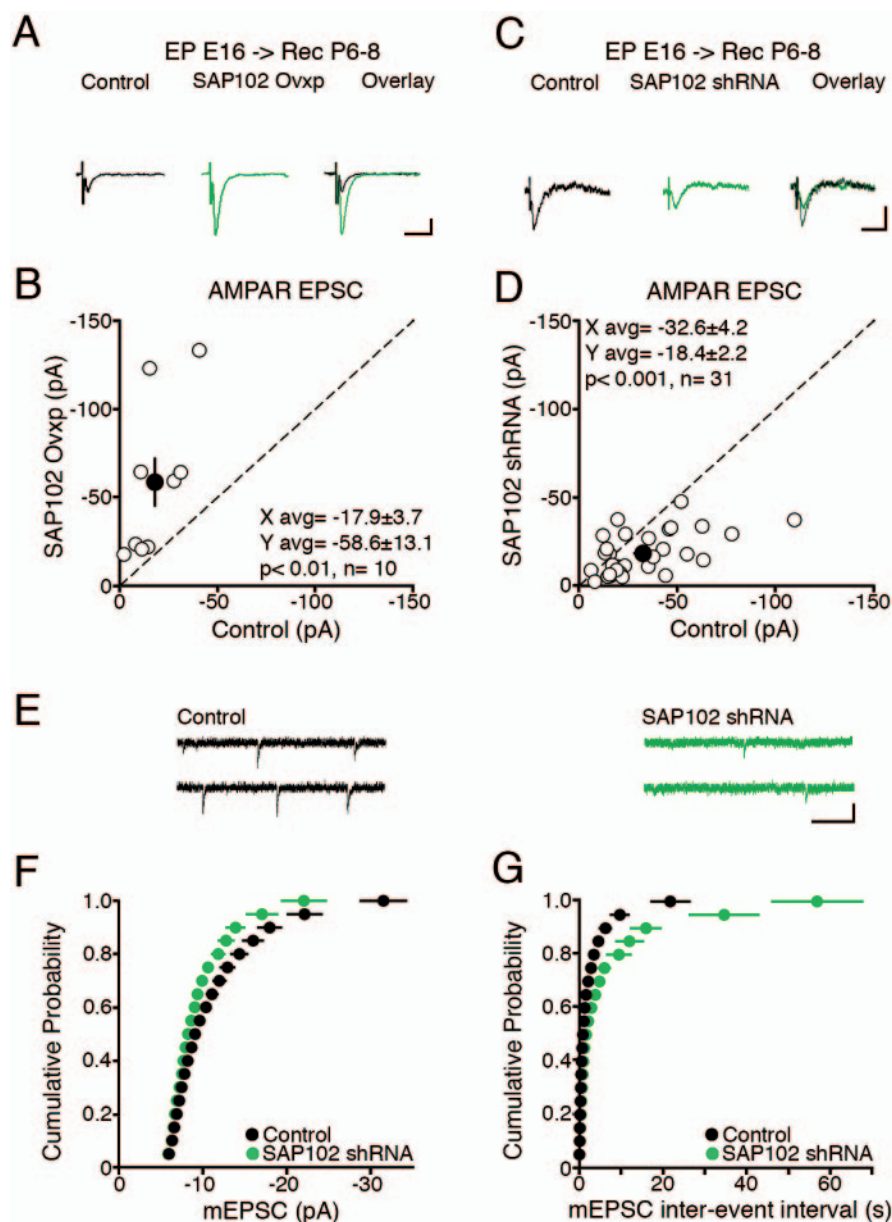 A
EP E16 -> Rec P6-8
Control SAP102 Ovxp Overlay
C
EP E16 -> Rec P6-8
Control SAP102 shRNA Overlay
B
AMPAR EPSC
SAP102 Ovxp (pA)
-150
-100
-50
0
X avg= -17.9±3.7
Y avg= -58.6±13.1
p< 0.01, n= 10
0 -50 -100 -150
Control (pA)
D
AMPAR EPSC
SAP102 shRNA (pA)
-150
-100
-50
0
X avg= -32.6±4.2
Y avg= -18.4±2.2
p< 0.001, n= 31
0 -50 -100 -150
Control (pA)
E
Control
SAP102 shRNA
F
Cumulative Probability
1.0
0.8
0.6
0.4
0.2
0
Control
SAP102 shRNA
0 -10 -20 -30
mEPSC (pA)
G
Cumulative Probability
1.0
0.8
0.6
0.4
0.2
0
Control
SAP102 shRNA
0 20 40 60
mEPSC inter-event interval (s)